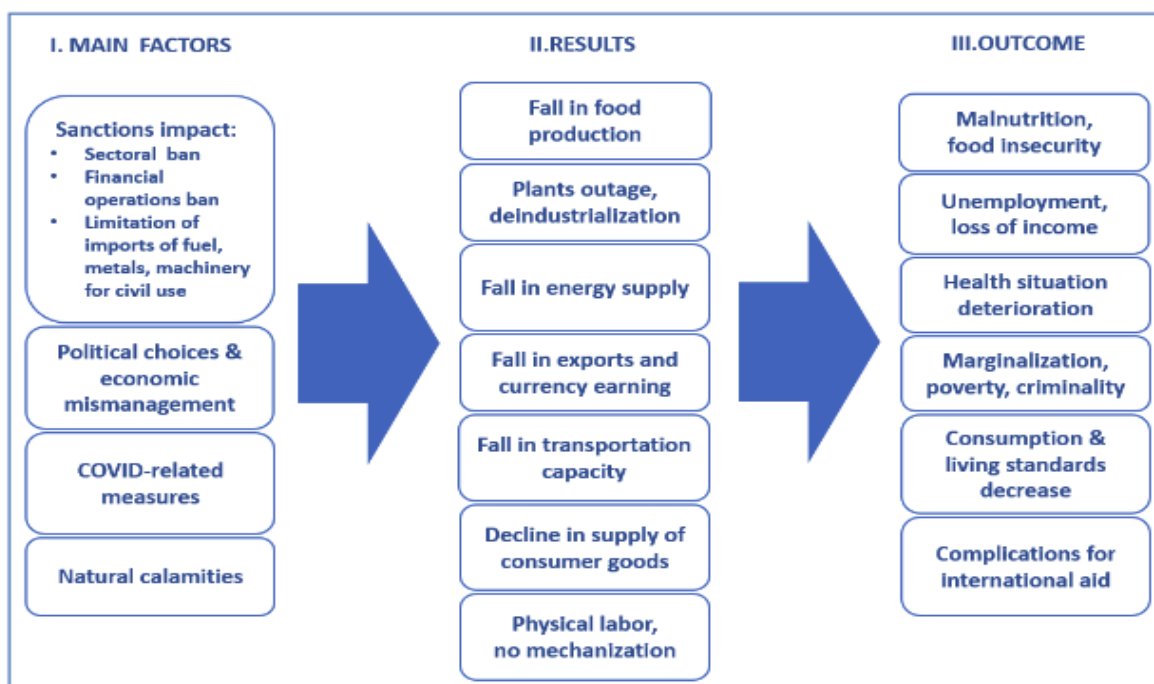 I. MAIN  FACTORS
Sanctions impact:
• Sectoral ban
• Financial
operations ban
• Limitation of
imports of fuel,
metals, machinery
for civil use
Political choices &
economic
mismanagement
COVID-related
measures
Natural calamities
II.RESULTS
Fall in food
production
Plants outage,
deindustrialization
Fall in energy supply
Fall in exports and
currency earning
Fall in transportation
capacity
Decline in supply of
consumer goods
Physical labor,
no mechanization
III.OUTCOME
Malnutrition,
food insecurity
Unemployment,
loss of income
Health situation
deterioration
Marginalization,
poverty, criminality
Consumption &
living standards
decrease
Complications for
international aid